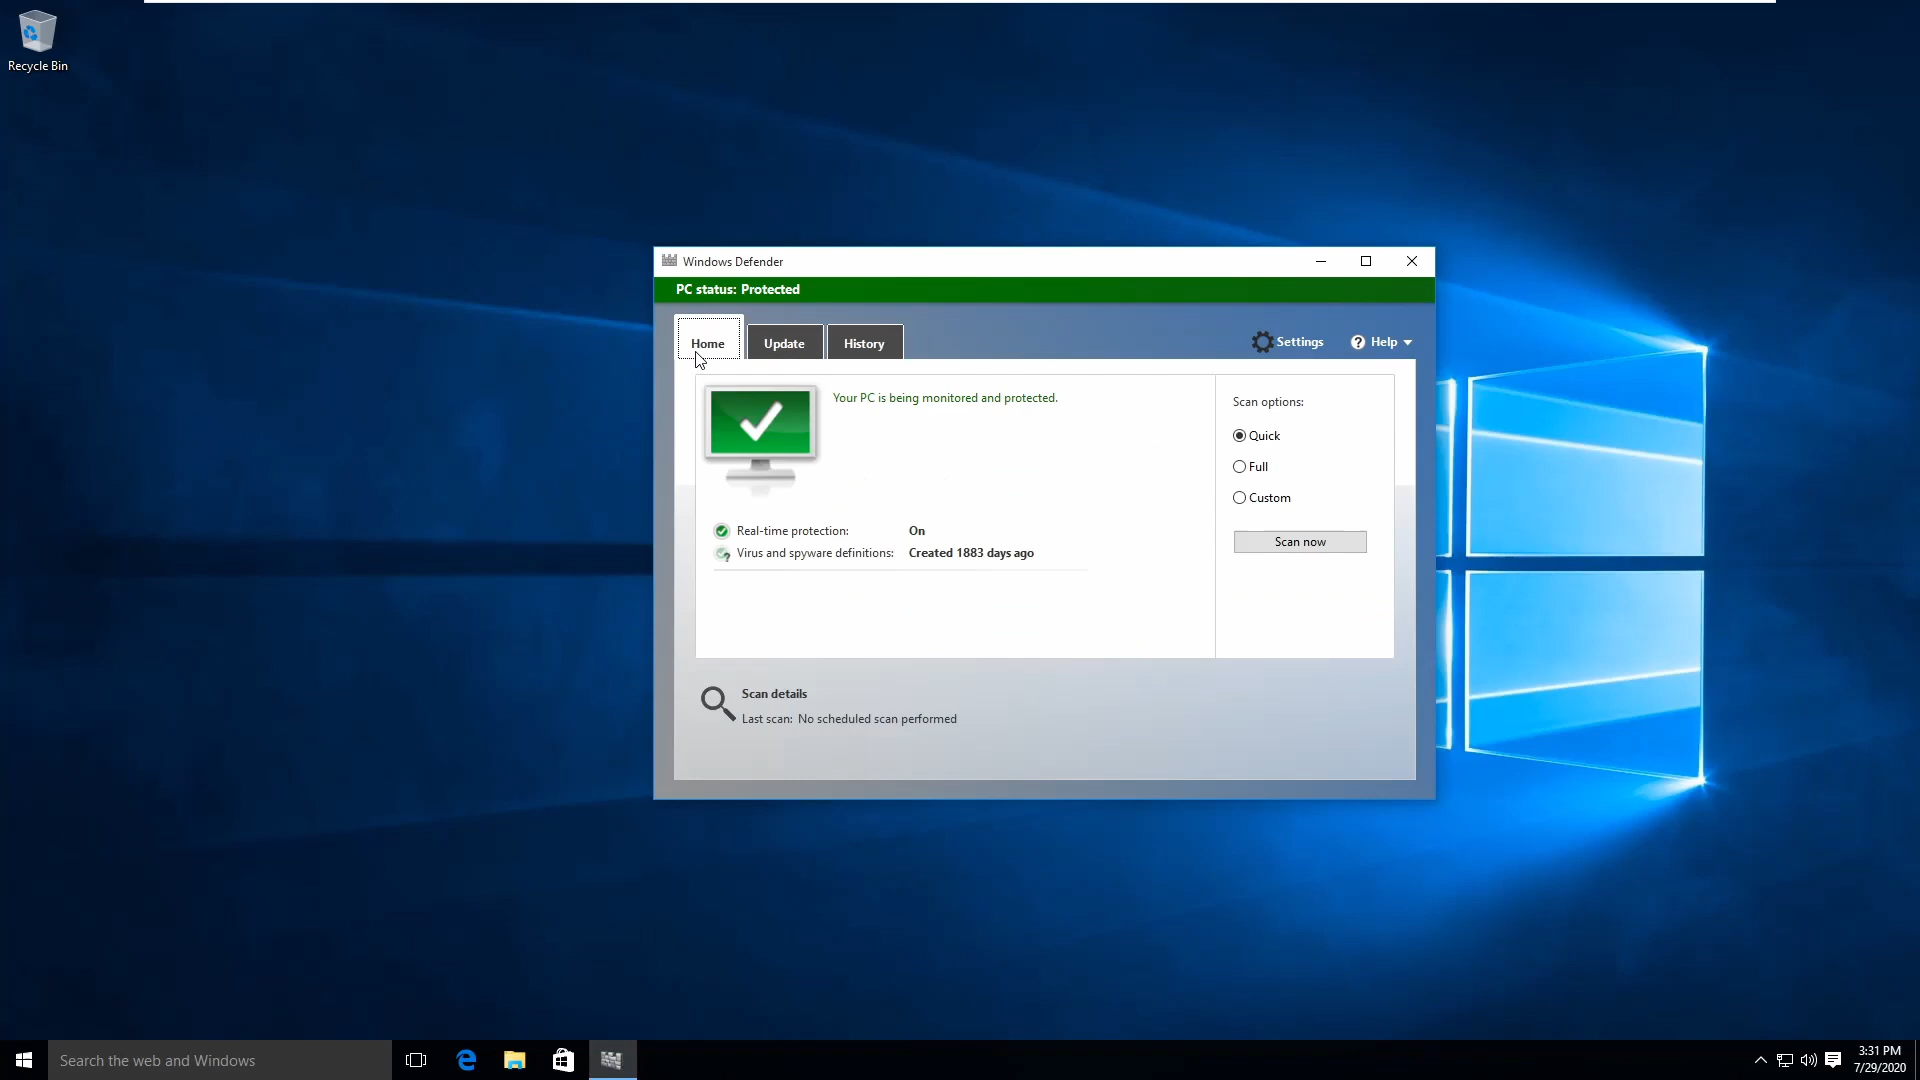 Recycle Bin
Windows Defender
PC status: Protected
Home
Update
History
Settings
Help
Your PC is being monitored and protected.
Scan options:
Quick
Full
Custom
Scan now
Real-time protection: On
Virus and spyware definitions: Created 1883 days ago
Scan details
Last scan: No scheduled scan performed
Search the web and Windows
3:31 PM
7/29/2020